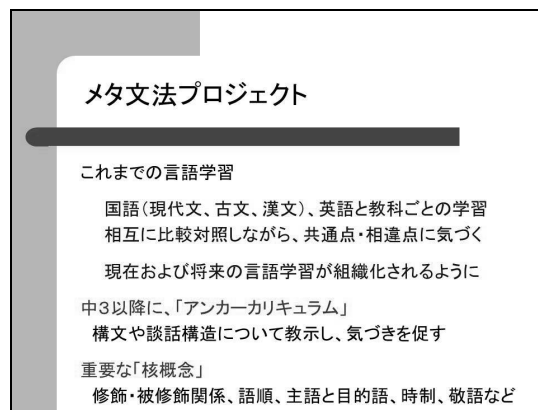 メタ文法プロジェクト
これまでの言語学習
国語(現代文、古文、漢文)、英語と教科ごとの学習
相互に比較対照しながら、共通点・相違点に気づく
現在および将来の言語学習が組織化されるように
中3以降に、「アンカーカリキュラム」
構文や談話構造について教示し、気づきを促す
重要な「核概念」
修飾・被修飾関係、語順、主語と目的語、時制、敬語など